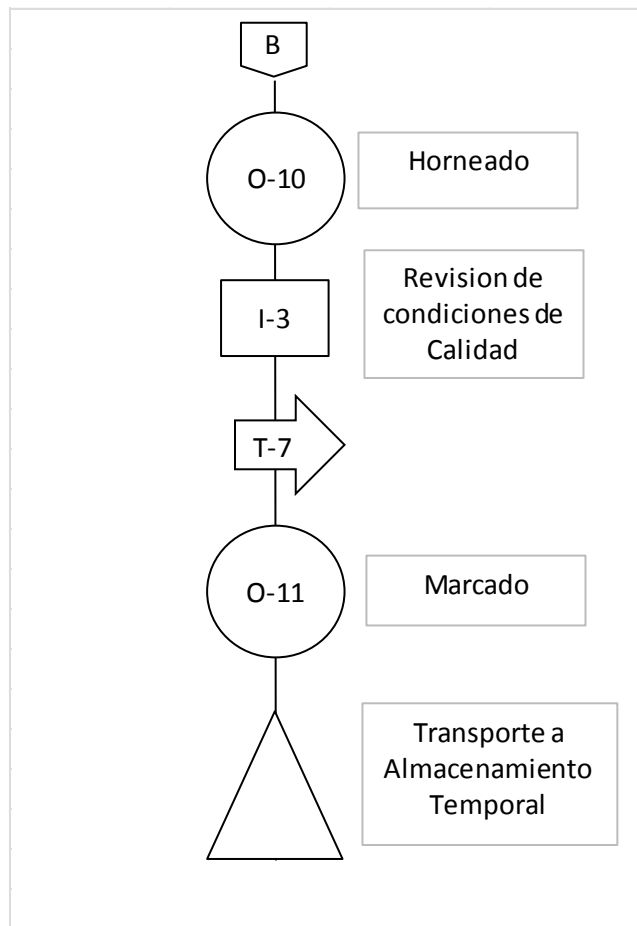 B
O-10
Horneado
I-3
Revision de
condiciones de
Calidad
T-7
O-11
Marcado
Transporte a
Almacenamiento
Temporal